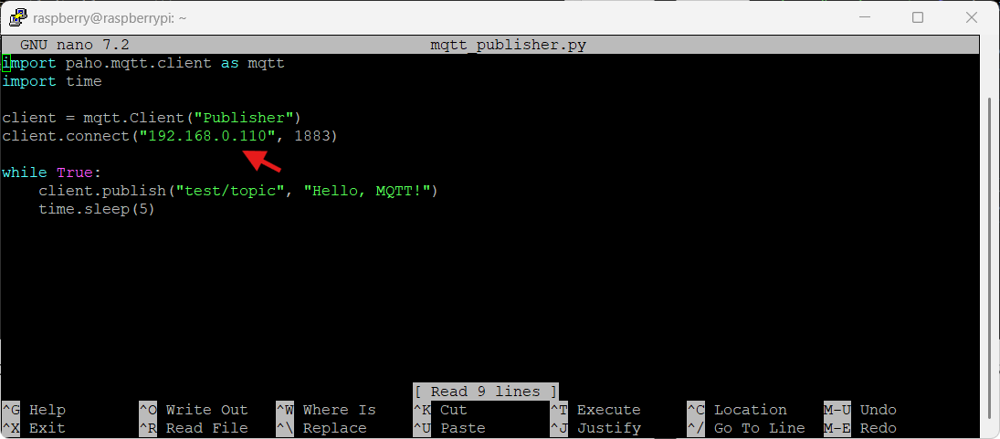 raspberry@raspberrypi: ~
GNU nano 7.2 mqtt_publisher.py
import paho.mqtt.client as mqtt
import time
client = mqtt.Client("Publisher")
client.connect("192.168.0.110", 1883)
while True:
    client.publish("test/topic", "Hello, MQTT!")
    time.sleep(5)
[ Read 9 lines ]
^G Help ^O Write Out ^W Where Is ^K Cut ^T Execute ^C Location M-U Undo
^X Exit ^R Read File ^\ Replace ^U Paste ^J Justify ^/ Go To Line M-E Redo